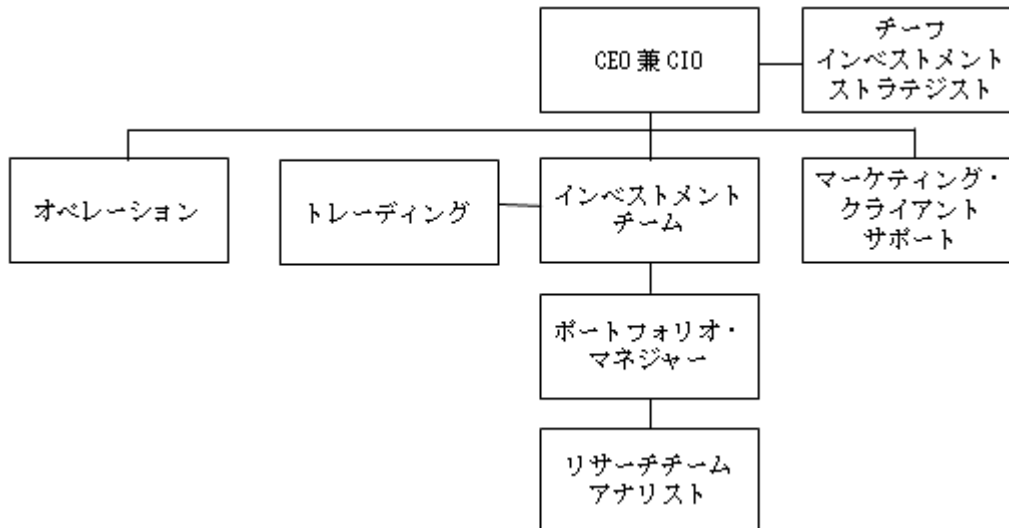 CEO 兼 CIO
チーフ
インベストメント
ストラテジスト
オペレーション
トレーディング
インベストメント
チーム
マーケティング・
クライアント
サポート
ポートフォリオ・
マネジャー
リサーチチーム
アナリスト